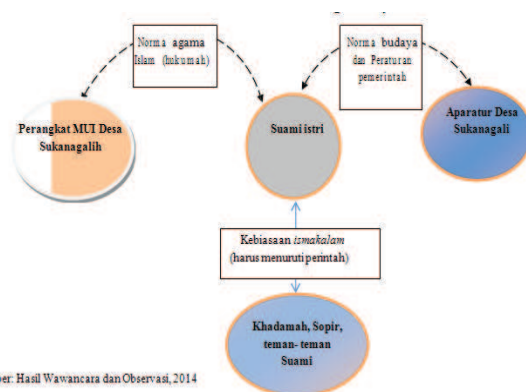 Norma agama
Islam (hukumah)
Norma budaya
dan Peraturan
pemerintah
Perangkat MUI Desa
Sukanagalih
Suami istri
Aparatur Desa
Sukanagali
Kebiasaan ismakalam
(harus menuruti perintah)
Khadamah, Sopir,
teman- teman
Suami
ber: Hasil Wawancara dan Observasi, 2014